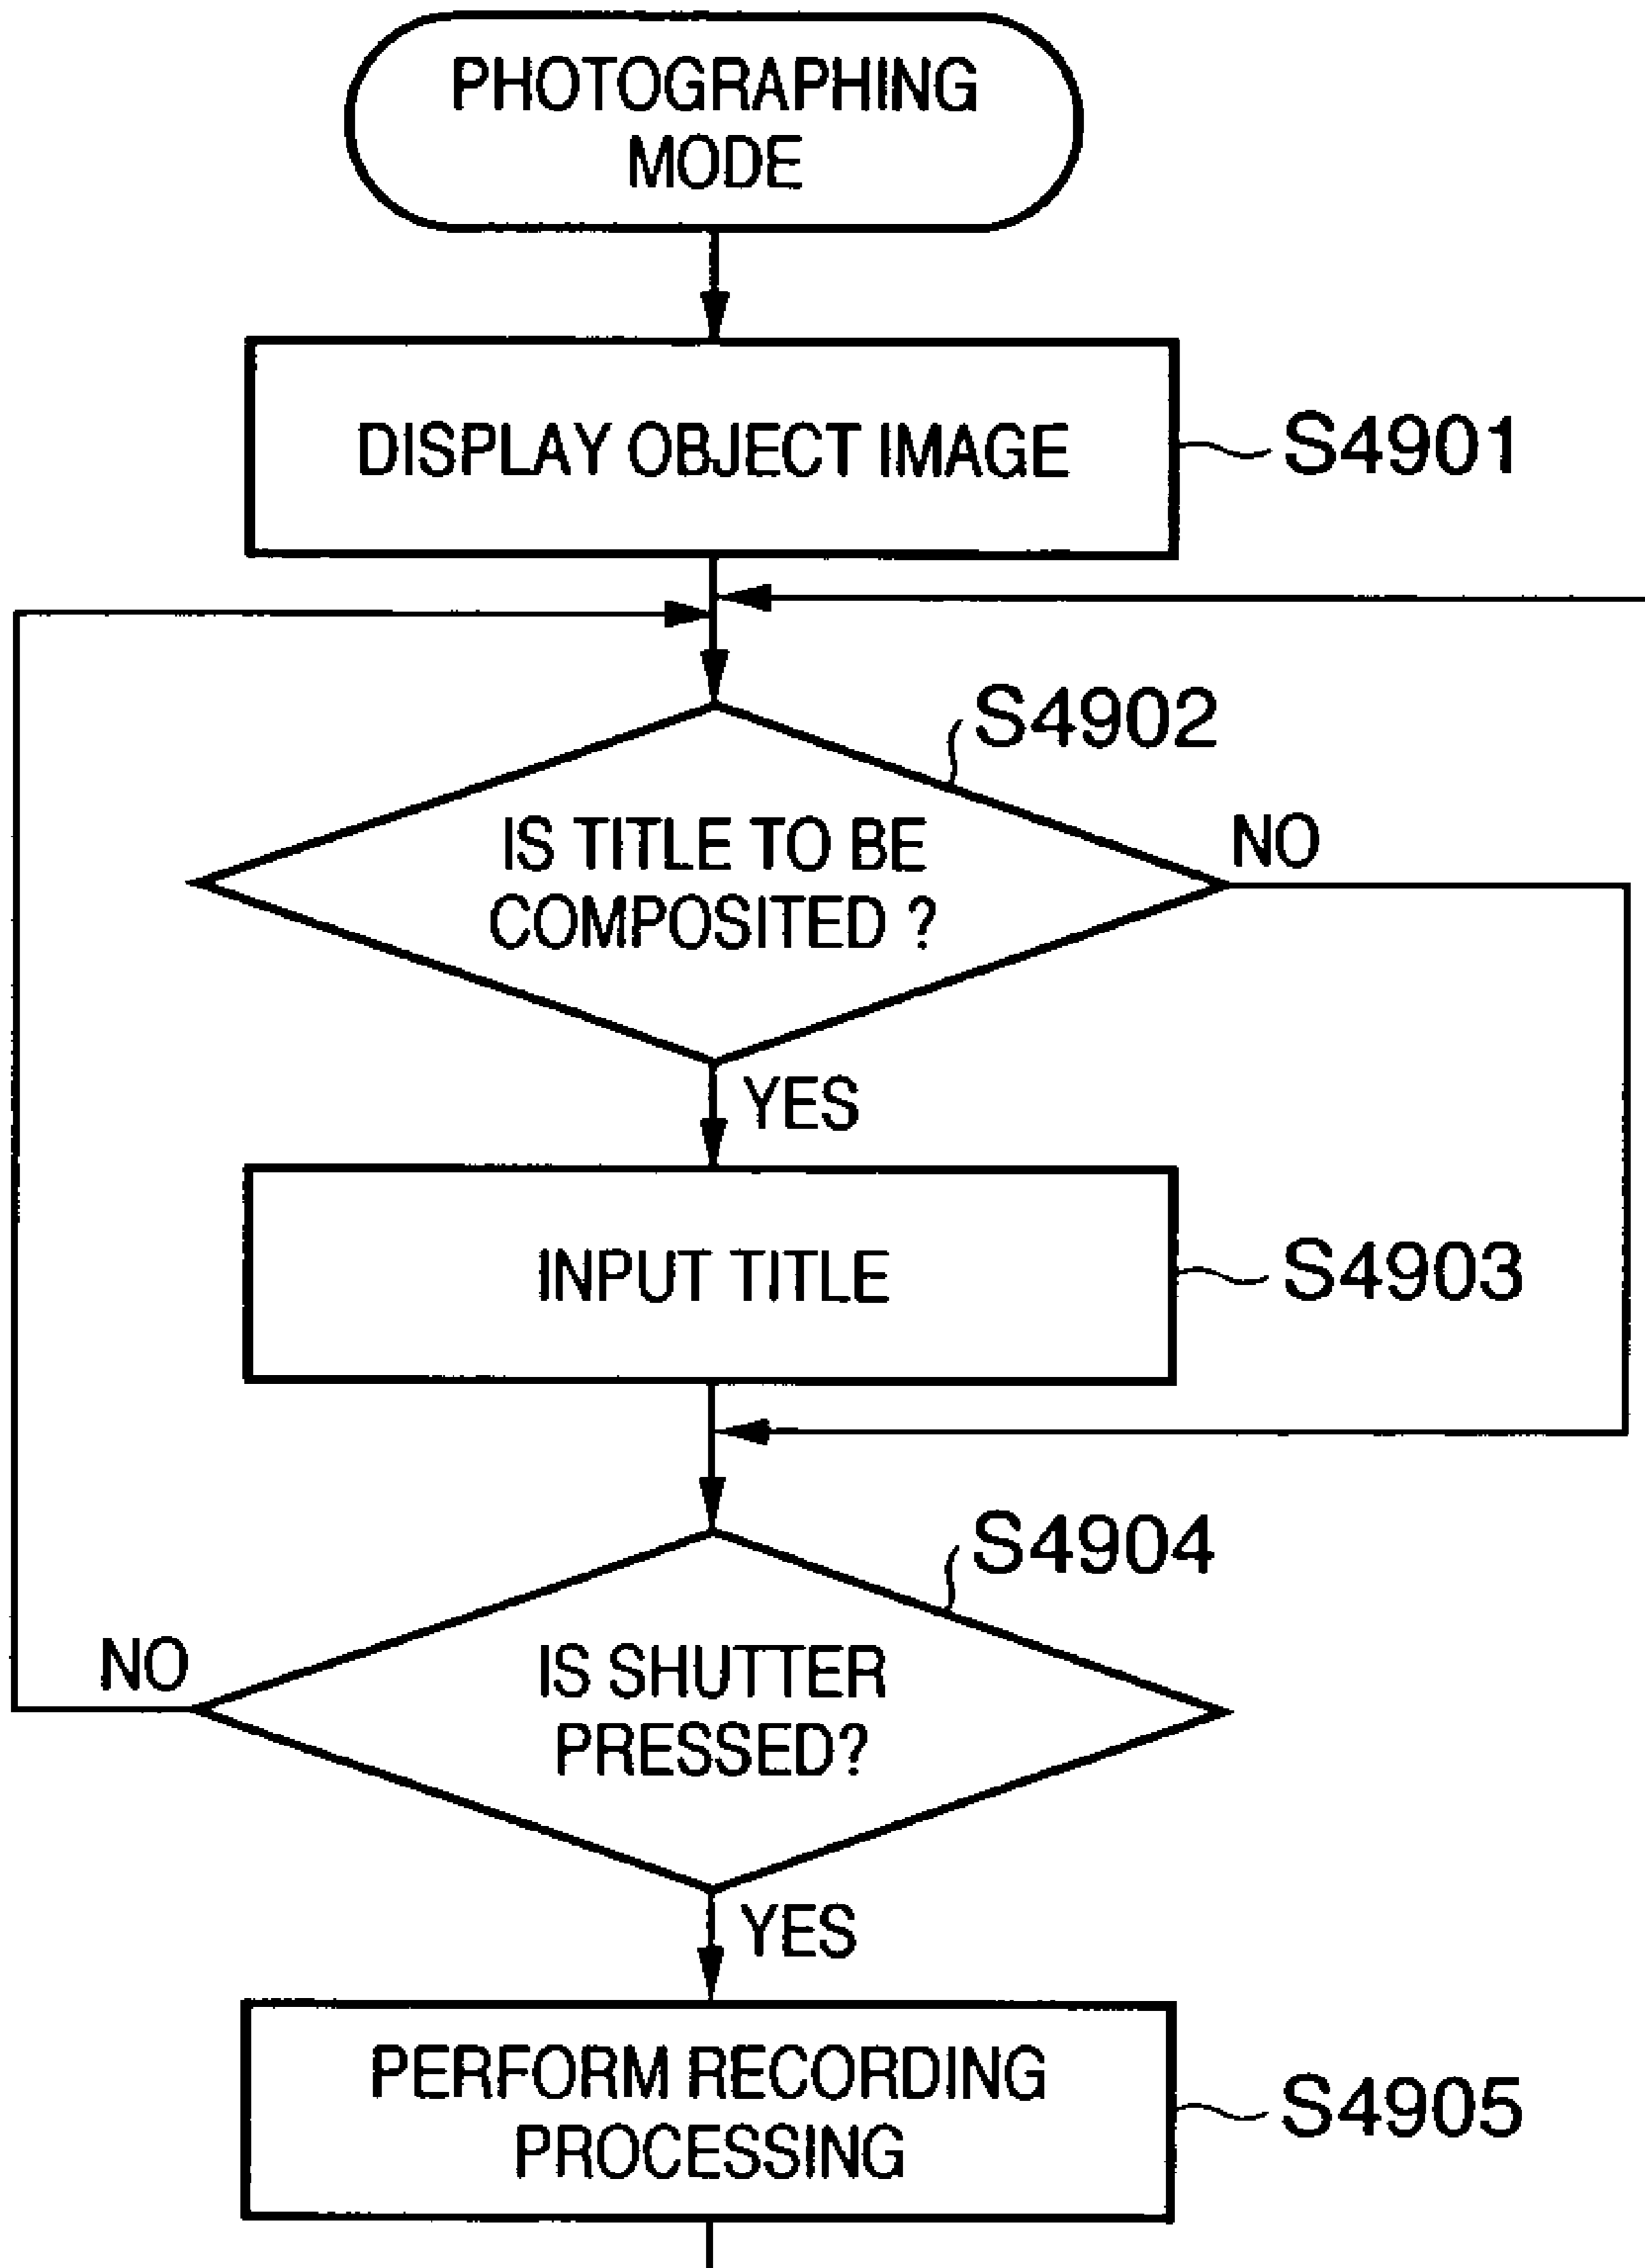 PHOTOGRAPHING
MODE
DISPLAY OBJECT IMAGE
S4901
S4902
IS TITLE TO BE
COMPOSITED ?
NO
YES
INPUT TITLE
S4903
S4904
IS SHUTTER
PRESSED?
NO
YES
PERFORM RECORDING
PROCESSING
S4905